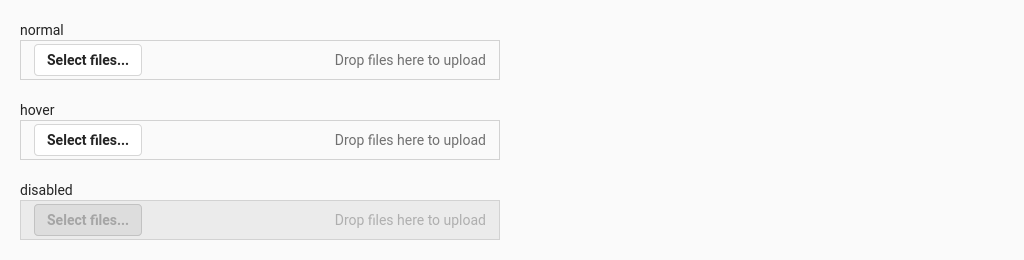 normal
Select files... Drop files here to upload
hover
Select files... Drop files here to upload
disabled
Select files... Drop files here to upload